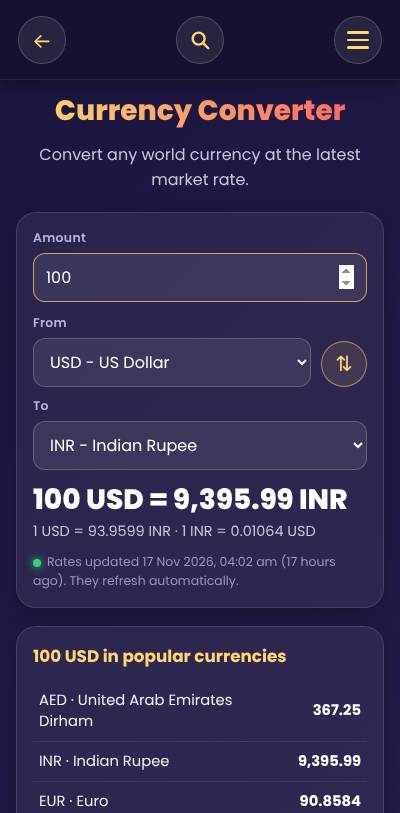 Currency Converter
Convert any world currency at the latest
market rate.
Amount
100
From
USD - US Dollar
To
INR - Indian Rupee
100 USD = 9,395.99 INR
1 USD = 93.9599 INR · 1 INR = 0.01064 USD
Rates updated 17 Nov 2026, 04:02 am (17 hours
ago). They refresh automatically.
100 USD in popular currencies
AED · United Arab Emirates
Dirham 367.25
INR · Indian Rupee 9,395.99
EUR · Euro 90.8584